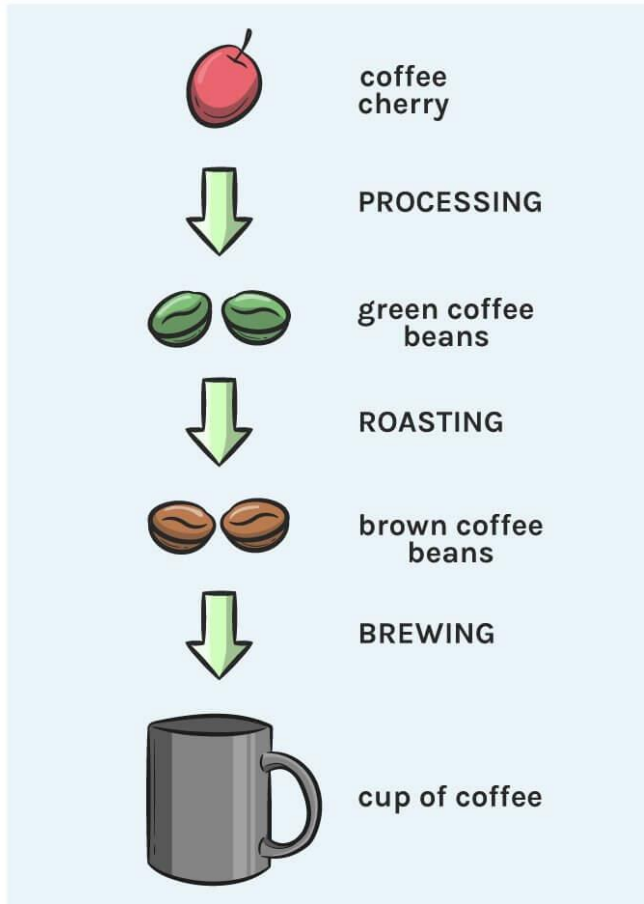 coffee
cherry
PROCESSING
green coffee
beans
ROASTING
brown coffee
beans
BREWING
cup of coffee